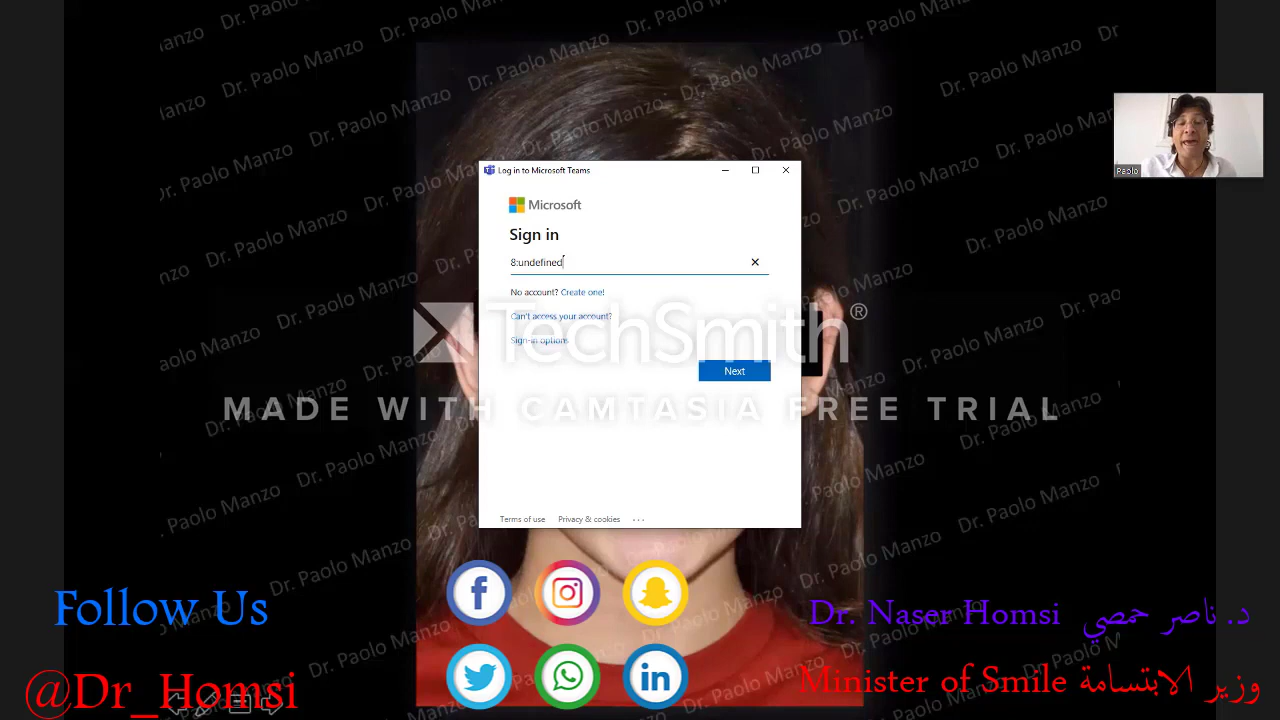 Dr. Paolo Manzo
Paolo
Log in to Microsoft Teams
Microsoft
Sign in
8:undefined
No account? Create one!
Can't access your account?
Sign-in options
Next
TechSmith®
MADE WITH CAMTASIA FREE TRIAL
Terms of use Privacy & cookies ...
Follow Us
@Dr_Homsi
Dr. Naser Homsi د. ناصر حمصي
Minister of Smile وزير الابتسامة